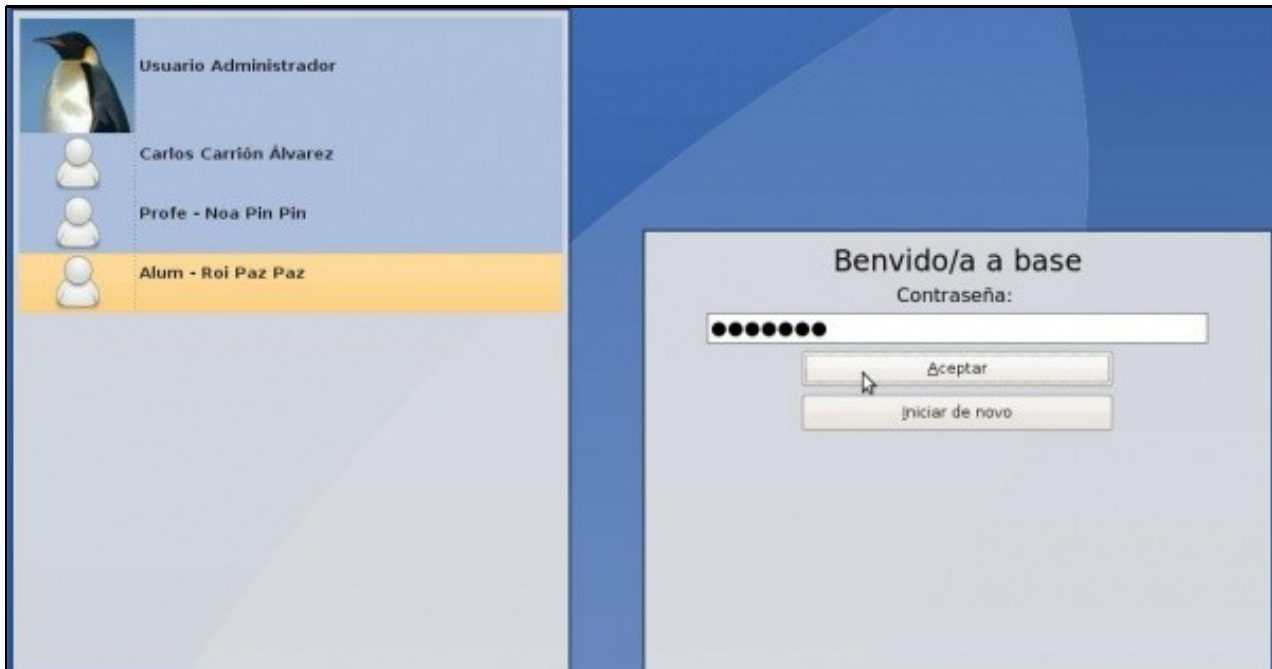 Usuario Administrador
Carlos Carrión Álvarez
Profe - Noa Pin Pin
Alum - Roi Paz Paz
Benvido/a a base
Contraseña:
●●●●●●●
Aceptar
Iniciar de novo